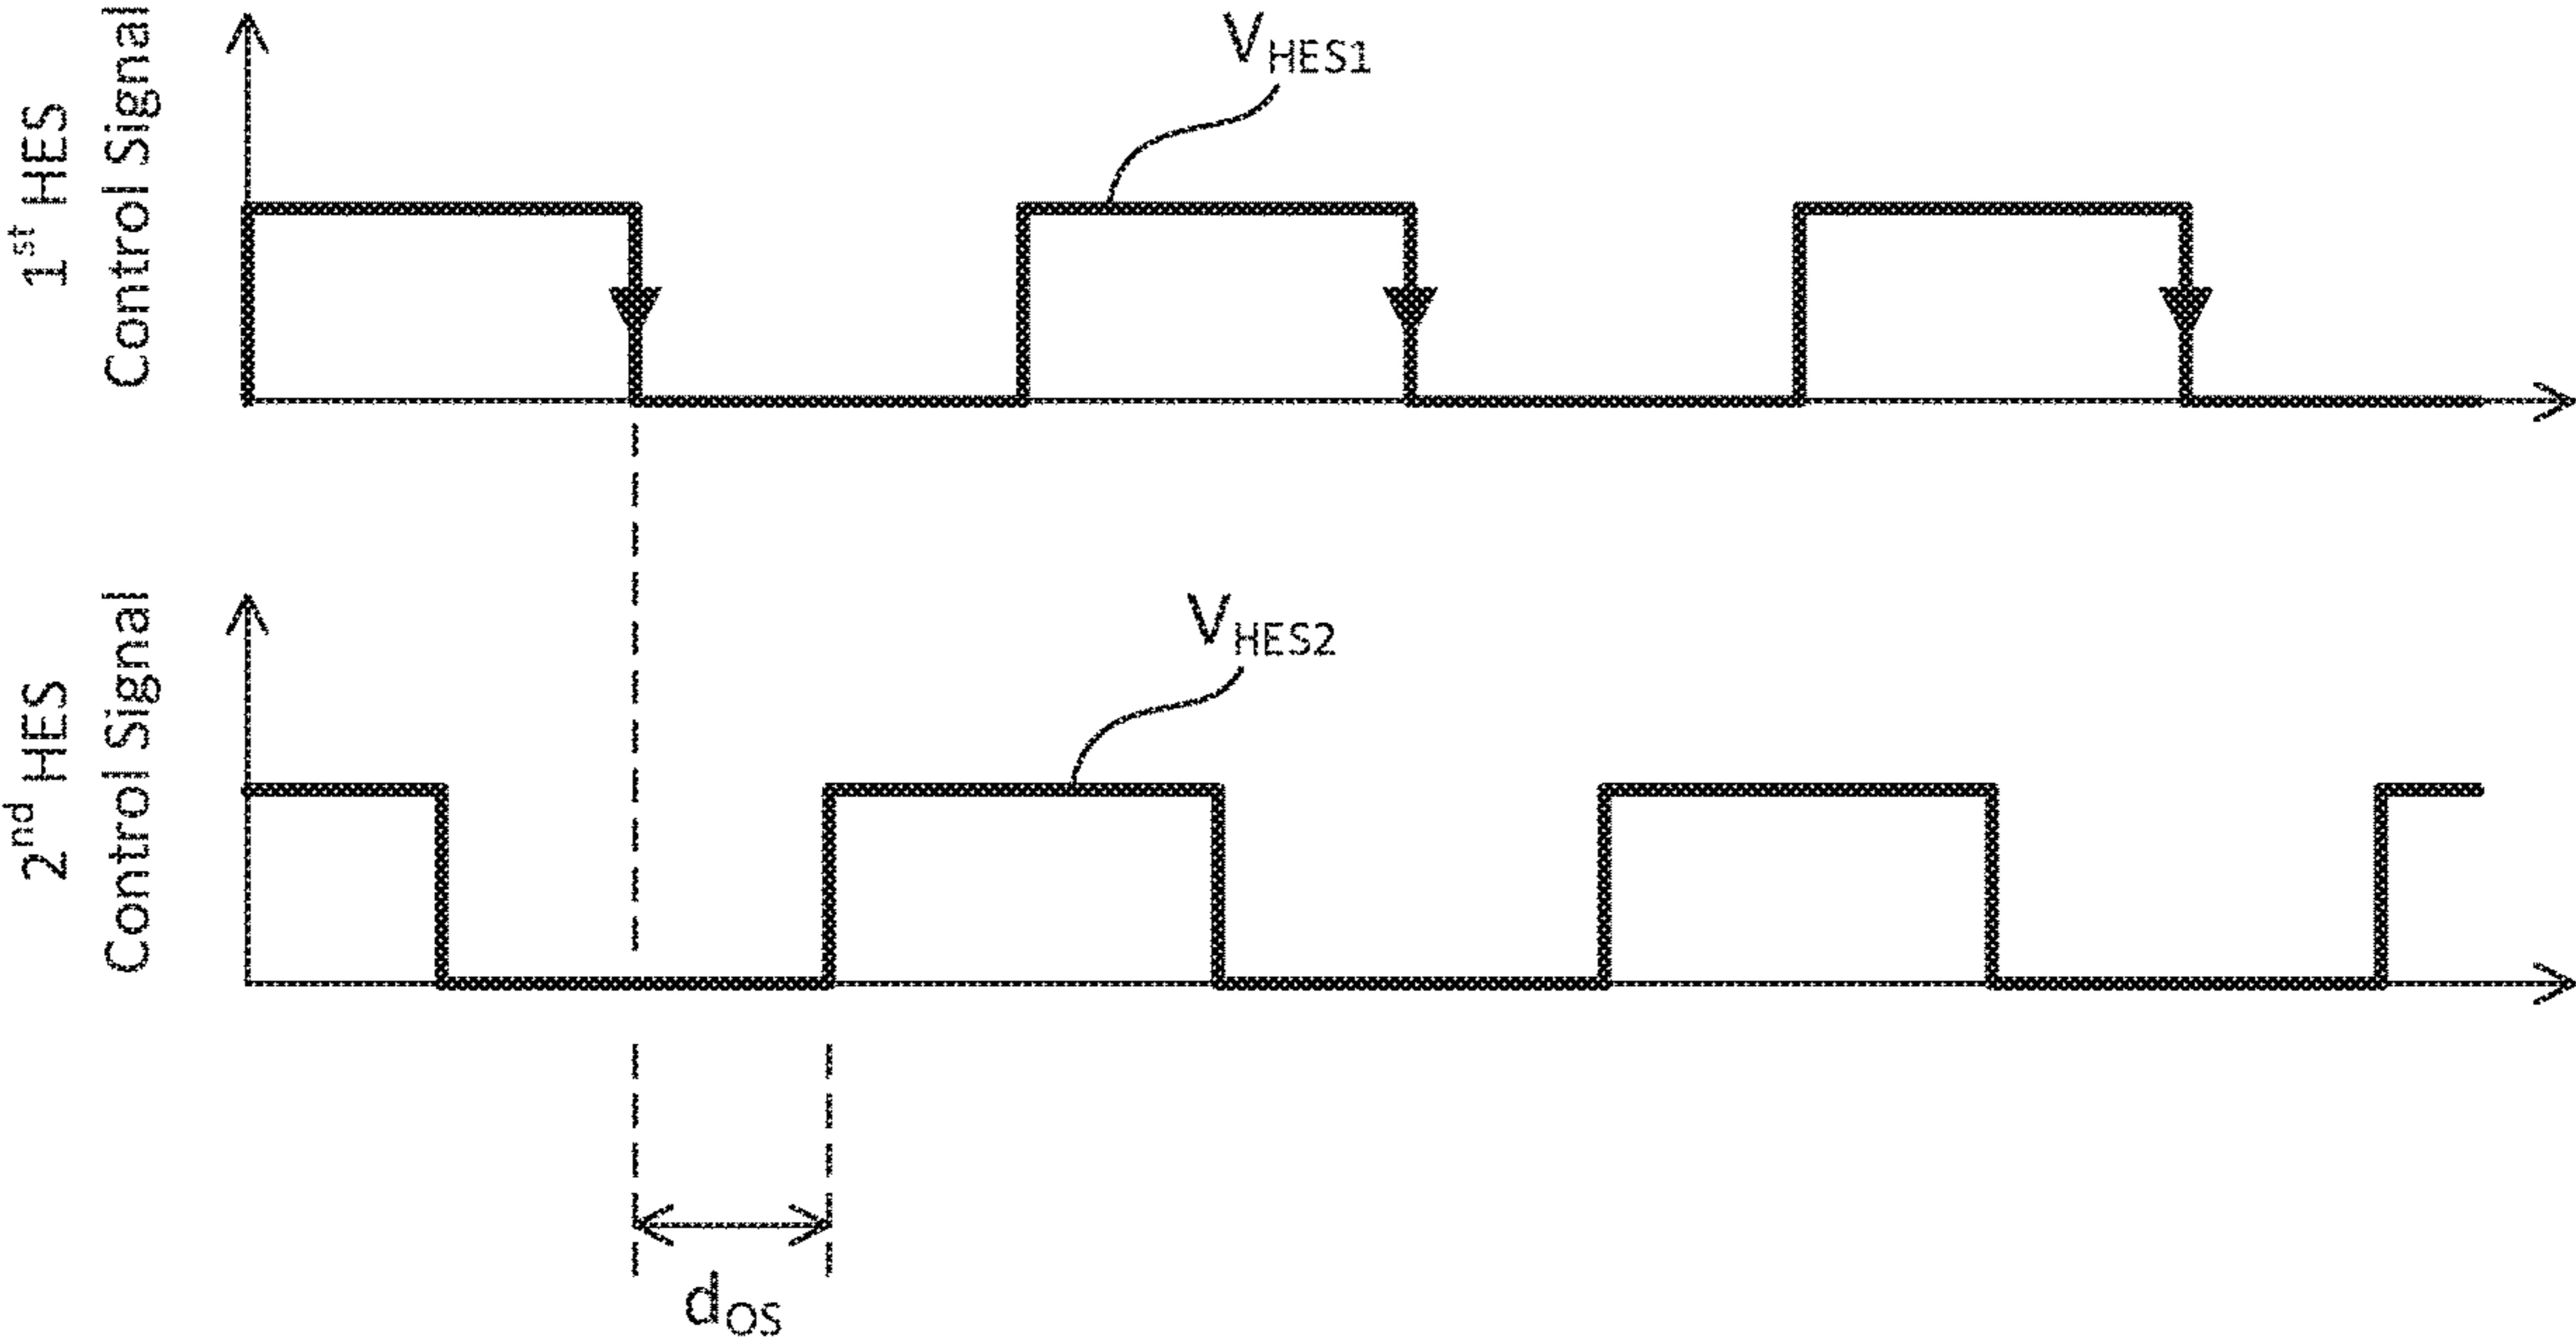 1st HES
Control Signal
VHES1
2nd HES
Control Signal
VHES2
dOS